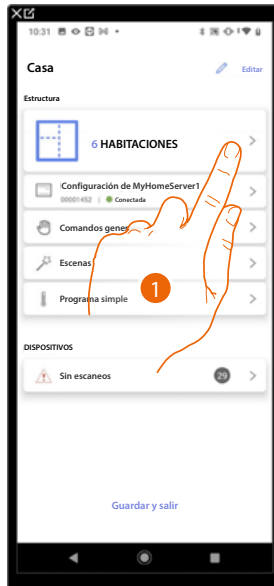 10:31
Casa
Editar
Estructura
6 HABITACIONES
Configuración de MyHomeServer1
00001452 | Conectada
Comandos gener
Escenas
1
Programa simple
DISPOSITIVOS
Sin escaneos
29
Guardar y salir